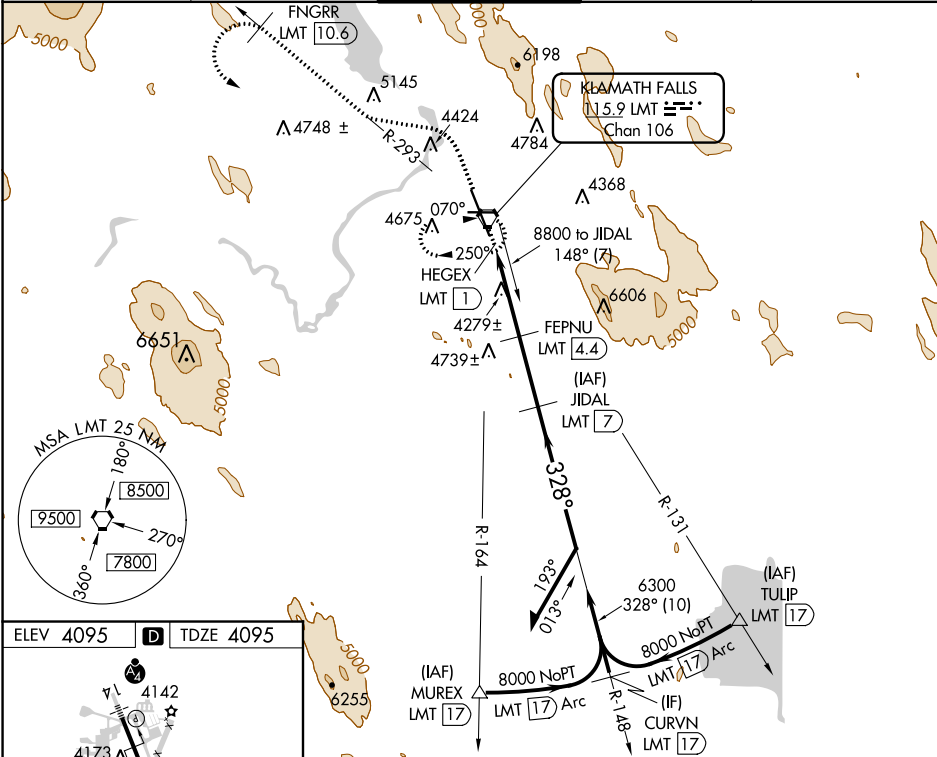 5000
FNGRR
LMT 10.6
6198
5145
KLAMATH FALLS
115.9 LMT
Chan 106
4748 ±
4424
R-293
4784
4368
4675
070°
250°
8800 to JIDAL
148° (7)
HEGEX
LMT 1
6606
5000
4279±
FEPNU
LMT 4.4
4739±
6651
5000
(IAF)
JIDAL
LMT 7
MSA LMT 25 NM
180°
8500
9500
270°
7800
360°
328°
R-164
R-131
193°
013°
6300
328° (10)
(IAF)
TULIP
LMT 17
8000 NoPT
LMT 17 Arc
(IAF)
MUREX
LMT 17
8000 NoPT
LMT 17 Arc
R-148
(IF)
CURVN
LMT 17
5000
6255
ELEV 4095 D TDZE 4095
A4
14
4142
P
4173